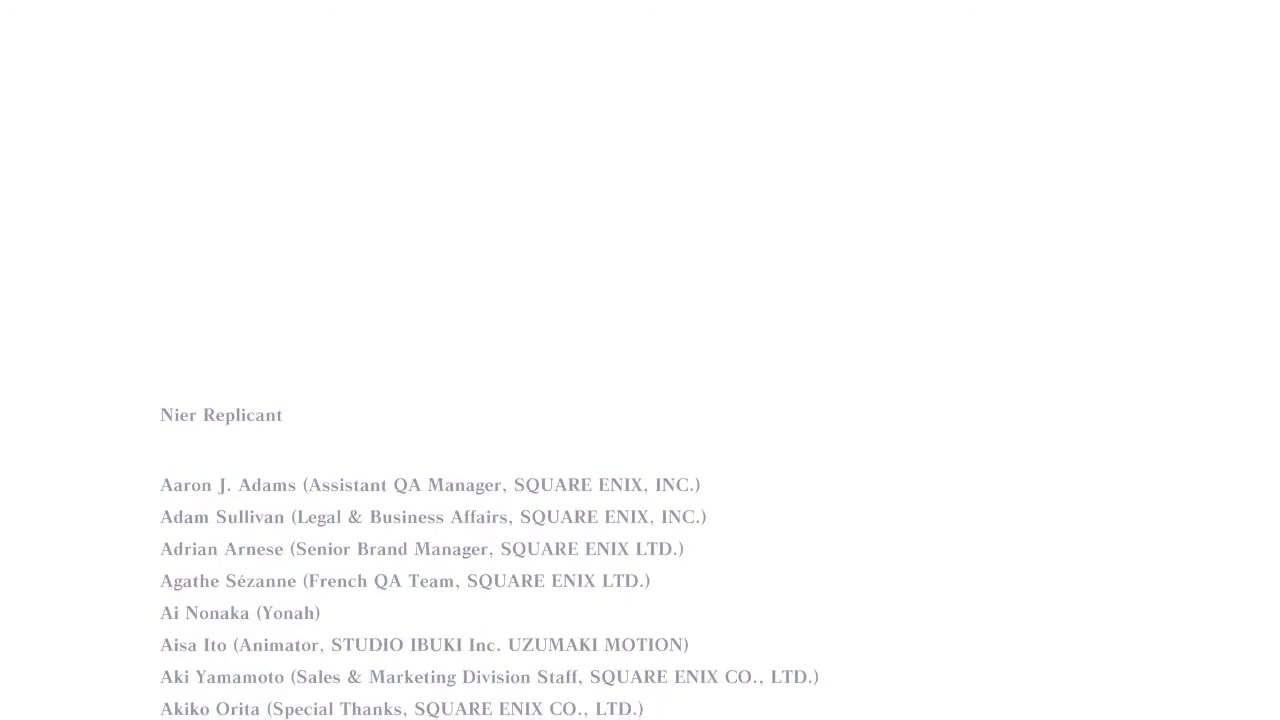 Nier Replicant
Aaron J. Adams (Assistant QA Manager, SQUARE ENIX, INC.)
Adam Sullivan (Legal & Business Affairs, SQUARE ENIX, INC.)
Adrian Arnese (Senior Brand Manager, SQUARE ENIX LTD.)
Agathe Sézanne (French QA Team, SQUARE ENIX LTD.)
Ai Nonaka (Yonah)
Aisa Ito (Animator, STUDIO IBUKI Inc. UZUMAKI MOTION)
Aki Yamamoto (Sales & Marketing Division Staff, SQUARE ENIX CO., LTD.)
Akiko Orita (Special Thanks, SQUARE ENIX CO., LTD.)